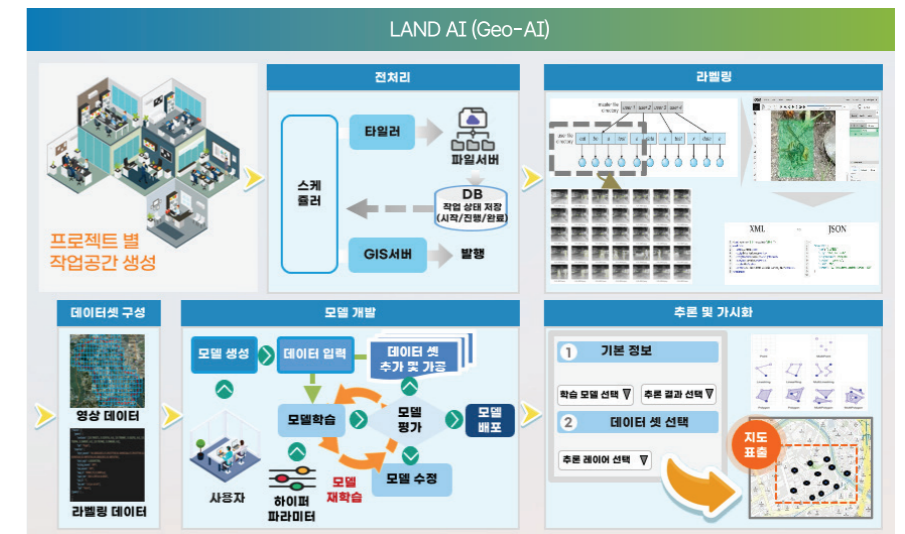 LAND AI (Geo-AI)
프로젝트 별
작업공간 생성
전처리
스케
쥴러
타일러
파일서버
DB
작업 상태 저장
(시작/진행/완료)
GIS서버
발행
라벨링
XML
JSON
데이터셋 구성
영상 데이터
라벨링 데이터
모델 개발
모델 생성
데이터 입력
데이터 셋
추가 및 가공
모델학습
모델
평가
모델
배포
사용자
하이퍼
파라미터
모델
재학습
모델 수정
추론 및 가시화
1 기본 정보
학습 모델 선택 ▽
추론 결과 선택 ▽
2 데이터 셋 선택
추론 레이어 선택 ▽
지도
표출